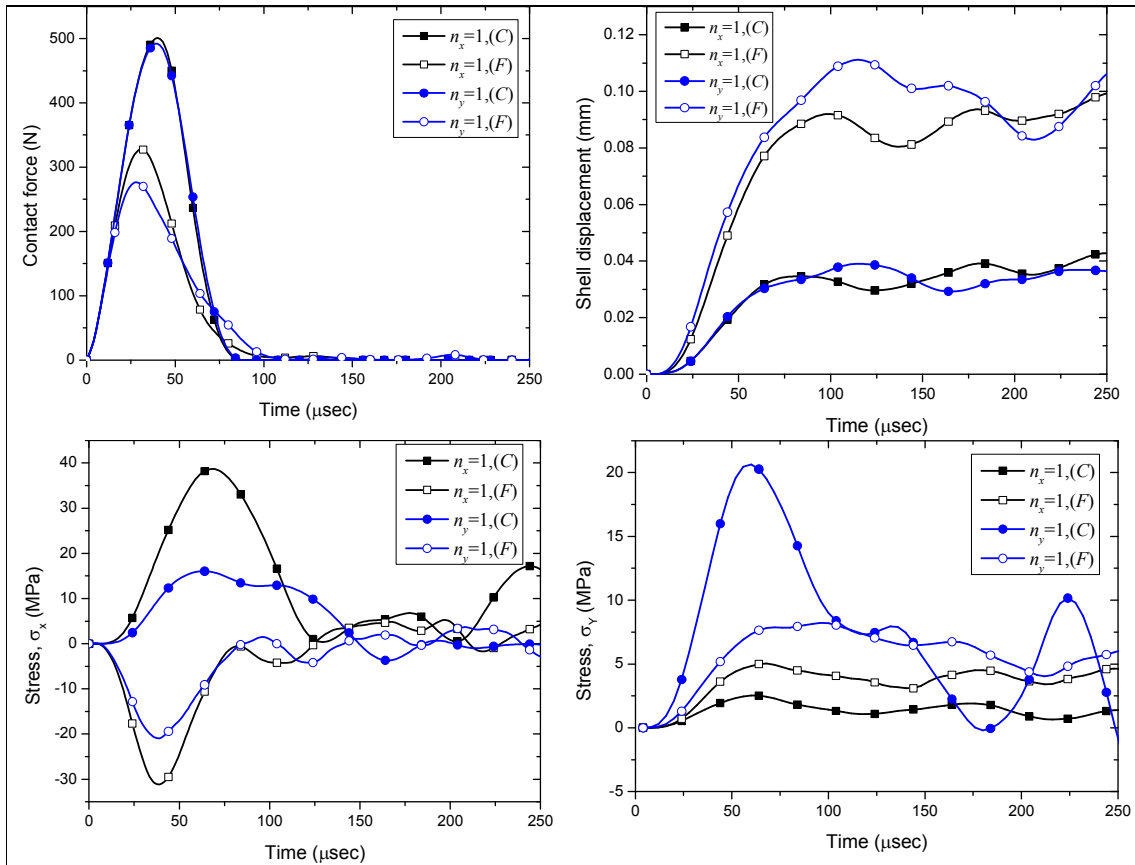 500
400
300
200
100
0
Contact force (N)
n_x=1,(C)
n_x=1,(F)
n_y=1,(C)
n_y=1,(F)
0 50 100 150 200 250
Time (μsec)
0.12
0.10
0.08
0.06
0.04
0.02
0.00
Shell displacement (mm)
n_x=1,(C)
n_x=1,(F)
n_y=1,(C)
n_y=1,(F)
0 50 100 150 200 250
Time (μsec)
40
30
20
10
0
-10
-20
-30
Stress, σ_x (MPa)
n_x=1,(C)
n_x=1,(F)
n_y=1,(C)
n_y=1,(F)
0 50 100 150 200 250
Time (μsec)
20
15
10
5
0
-5
Stress, σ_Y (MPa)
n_x=1,(C)
n_x=1,(F)
n_y=1,(C)
n_y=1,(F)
0 50 100 150 200 250
Time (μsec)